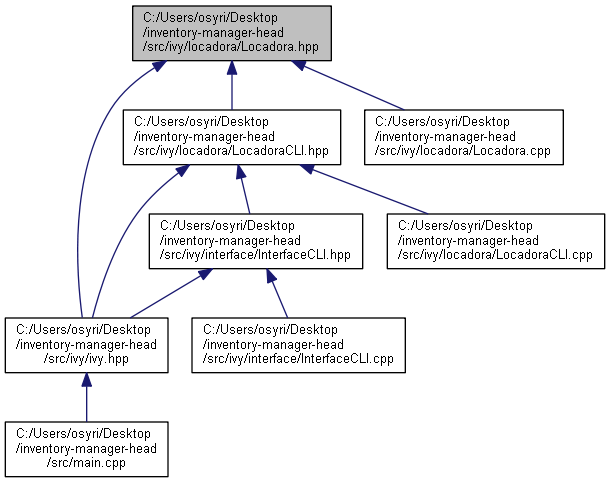 C:/Users/osyri/Desktop
/inventory-manager-head
/src/ivy/locadora/Locadora.hpp
C:/Users/osyri/Desktop
/inventory-manager-head
/src/ivy/locadora/LocadoraCLI.hpp
C:/Users/osyri/Desktop
/inventory-manager-head
/src/ivy/locadora/Locadora.cpp
C:/Users/osyri/Desktop
/inventory-manager-head
/src/ivy/interface/InterfaceCLI.hpp
C:/Users/osyri/Desktop
/inventory-manager-head
/src/ivy/locadora/LocadoraCLI.cpp
C:/Users/osyri/Desktop
/inventory-manager-head
/src/ivy/ivy.hpp
C:/Users/osyri/Desktop
/inventory-manager-head
/src/ivy/interface/InterfaceCLI.cpp
C:/Users/osyri/Desktop
/inventory-manager-head
/src/main.cpp